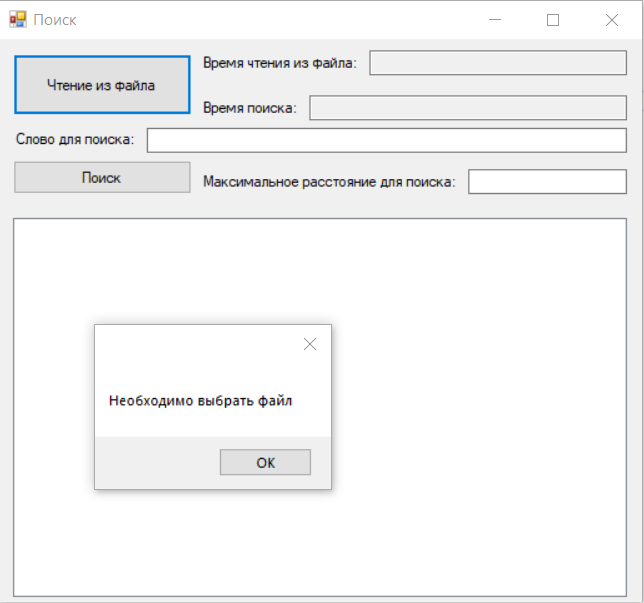 Поиск
Чтение из файла
Время чтения из файла:
Время поиска:
Слово для поиска:
Поиск
Максимальное расстояние для поиска:
Необходимо выбрать файл
ОК